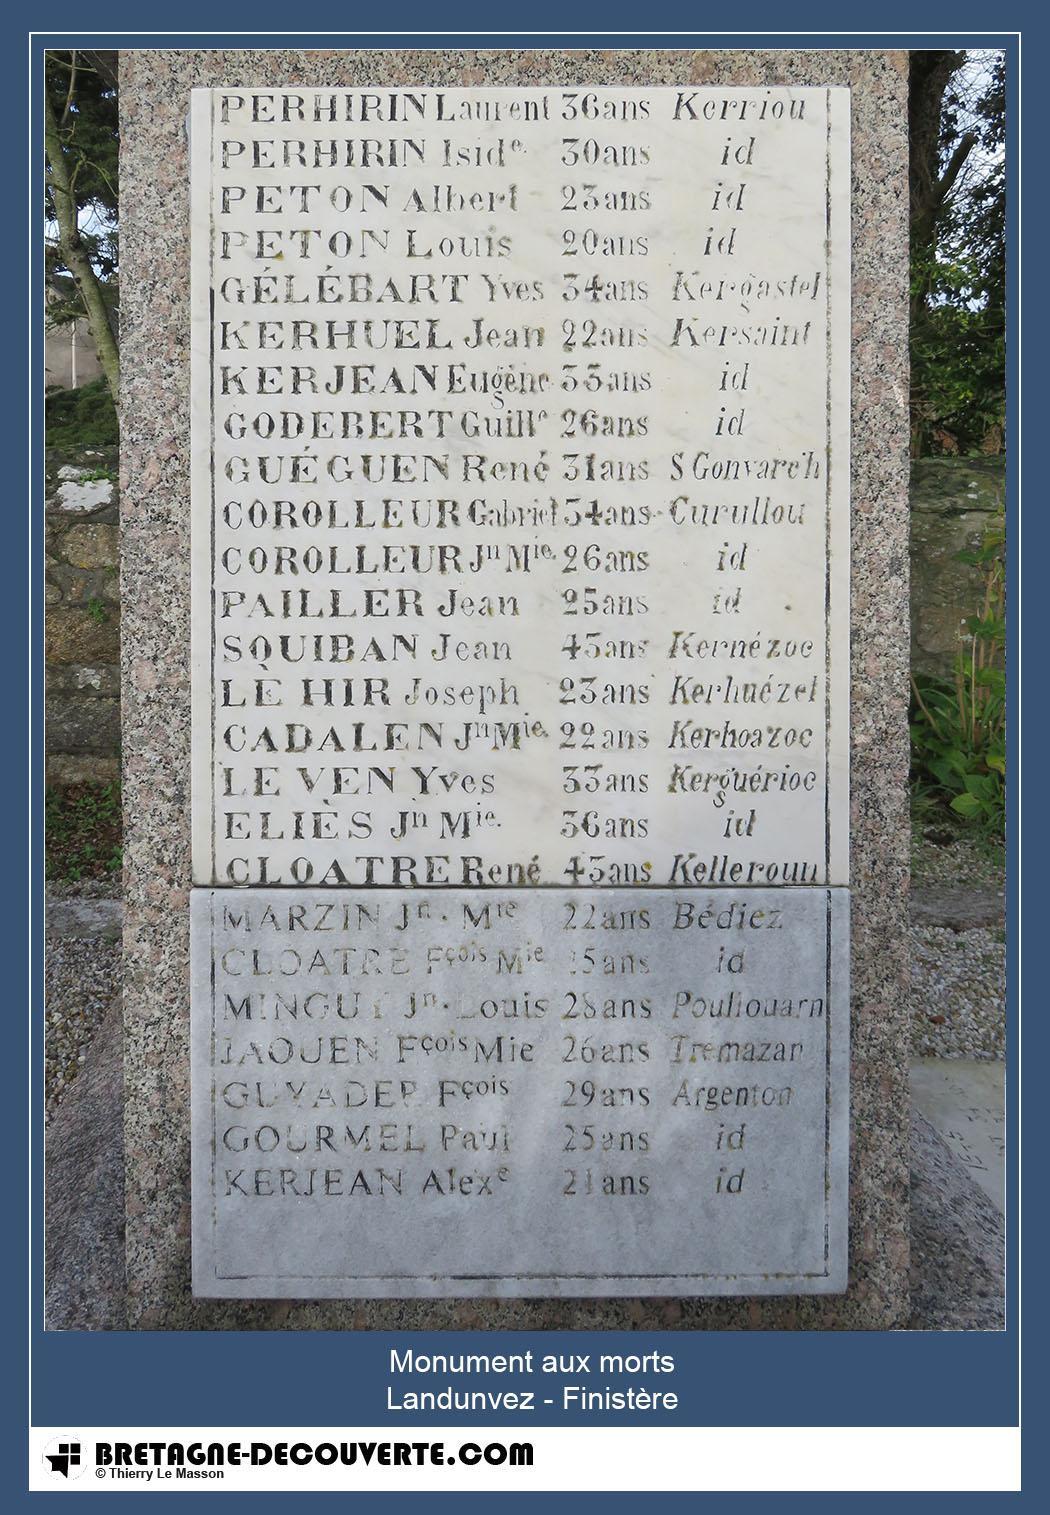 PERHIRIN Laurent 36ans Kerriou
PERHIRIN Isidᵉ. 30ans id
PETON Albert 23ans id
PETON Louis 20ans id
GÉLÉBART Yves 34ans Kergastel
KERHUEL Jean 22ans Kersaint
KERJEAN Eugène 33ans id
GODEBERT Guillᵉ 26ans id
GUÉGUEN René 31ans S Gonvarc'h
COROLLEUR Gabriel 34ans Curullou
COROLLEUR Jⁿ Mⁱᵉ. 26ans id
PAILLER Jean 25ans id
SQUIBAN Jean 43ans Kernézoc
LE HIR Joseph 23ans Kerhuézel
CADALEN Jⁿ Mⁱᵉ. 22ans Kerhoazoc
LE VEN Yves 33ans Kerguérioc
ELIÈS Jⁿ Mⁱᵉ. 36ans id
CLOATRE René 43ans Kelleroun
MARZIN Jⁿ. Mⁱᵉ 22ans Bédiez
CLOATRE Fçᵒⁱˢ Mⁱᵉ id
MINGUY Jⁿ. Louis 28ans Poullouarn
JAOUEN Fçᵒⁱˢ Mie 26ans Tremazan
GUYADER Fçᵒⁱˢ 29ans Argenton
GOURMEL Paul 25ans id
KERJEAN Alexᵉ 21ans id
Monument aux morts
Landunvez - Finistère
BRETAGNE-DECOUVERTE.COM
© Thierry Le Masson